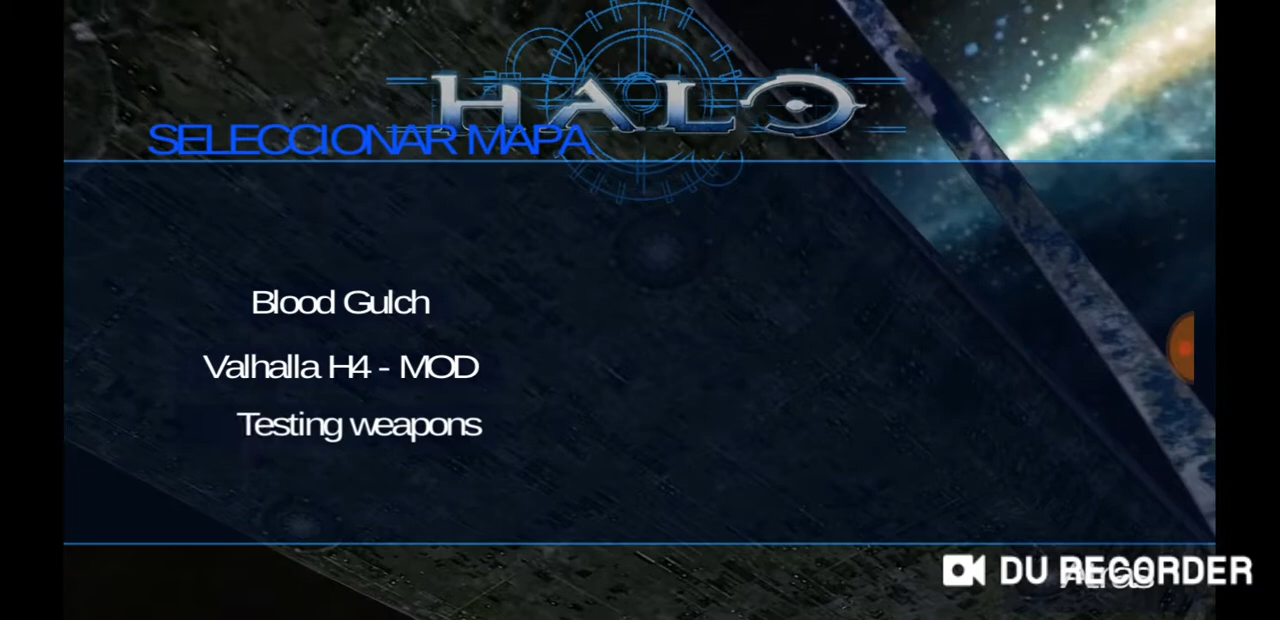 HALO
SELECCIONAR MAPA
Blood Gulch
Valhalla H4 - MOD
Testing weapons
DU RECORDER